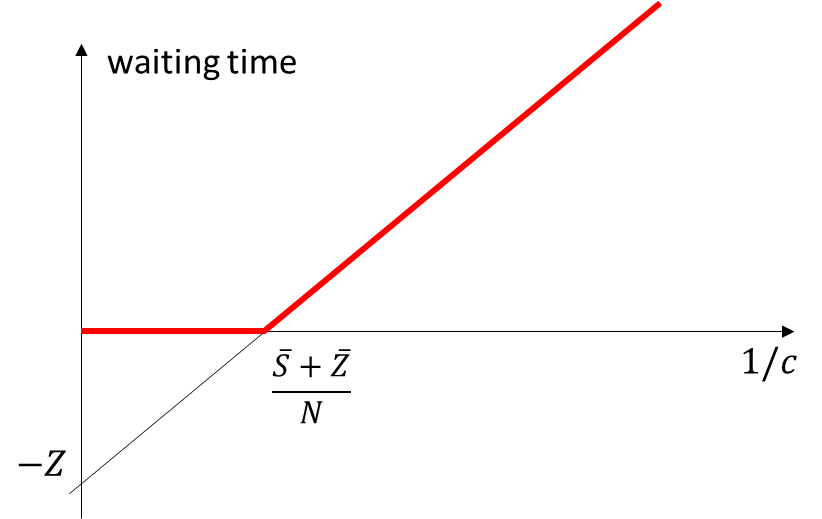 waiting time
S̄ + Z̄
N
1/c
−Z